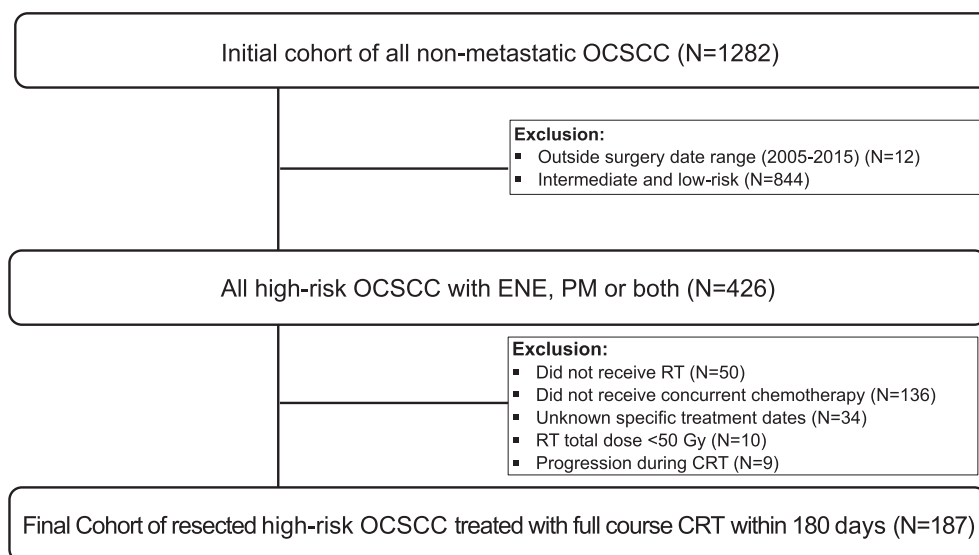 Initial cohort of all non-metastatic OCSCC (N=1282)
Exclusion:
▪ Outside surgery date range (2005-2015) (N=12)
▪ Intermediate and low-risk (N=844)
All high-risk OCSCC with ENE, PM or both (N=426)
Exclusion:
▪ Did not receive RT (N=50)
▪ Did not receive concurrent chemotherapy (N=136)
▪ Unknown specific treatment dates (N=34)
▪ RT total dose <50 Gy (N=10)
▪ Progression during CRT (N=9)
Final Cohort of resected high-risk OCSCC treated with full course CRT within 180 days (N=187)